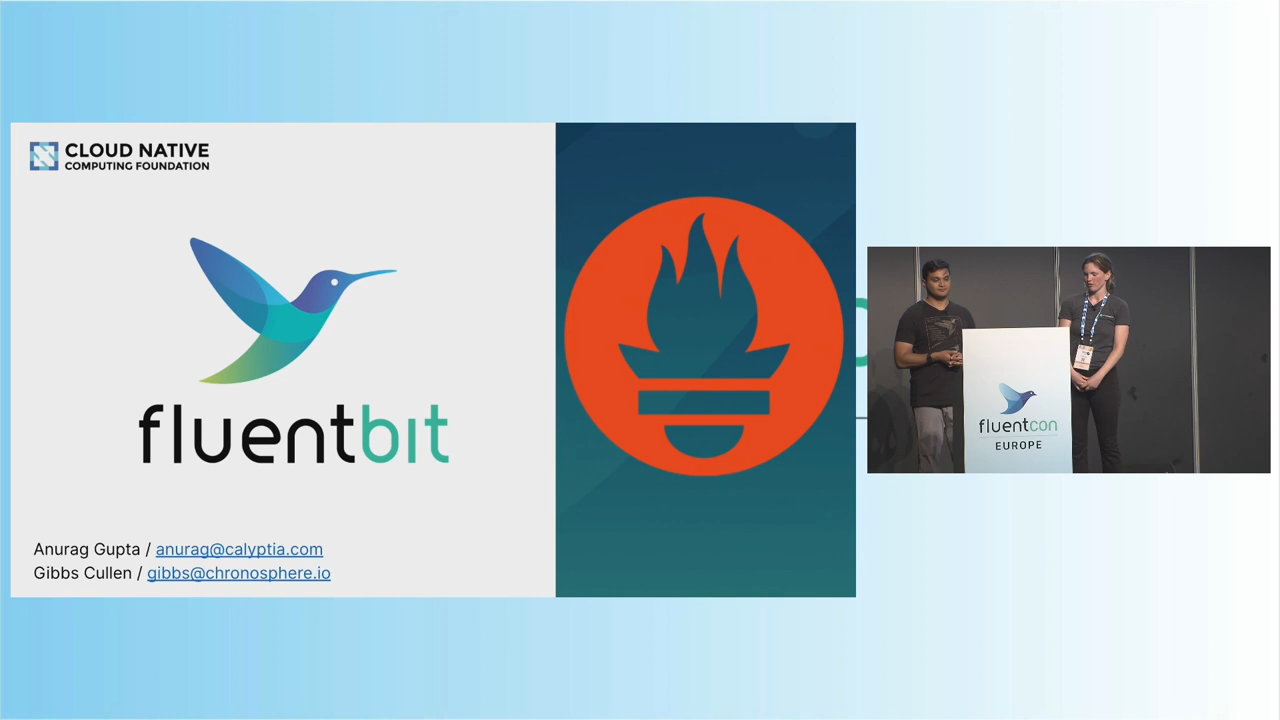 CLOUD NATIVE
COMPUTING FOUNDATION
fluentbit
Anurag Gupta / anurag@calyptia.com
Gibbs Cullen / gibbs@chronosphere.io
fluentcon
EUROPE